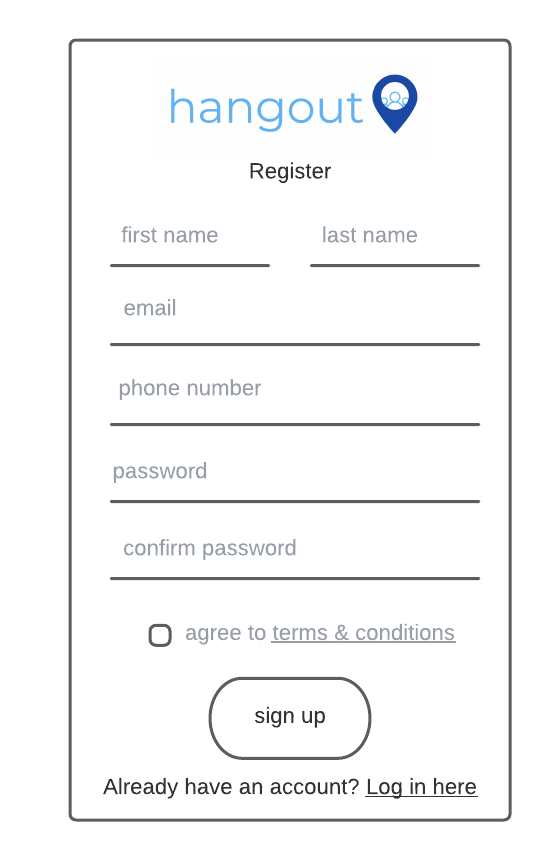 hangout
Register
first name last name
email
phone number
password
confirm password
agree to terms & conditions
sign up
Already have an account? Log in here